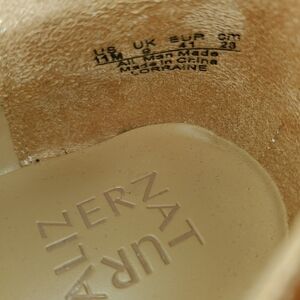 US UK EUR cm
11M 9 41 28
All Man Made
Made in China
LORRAINE
NATURALIZER